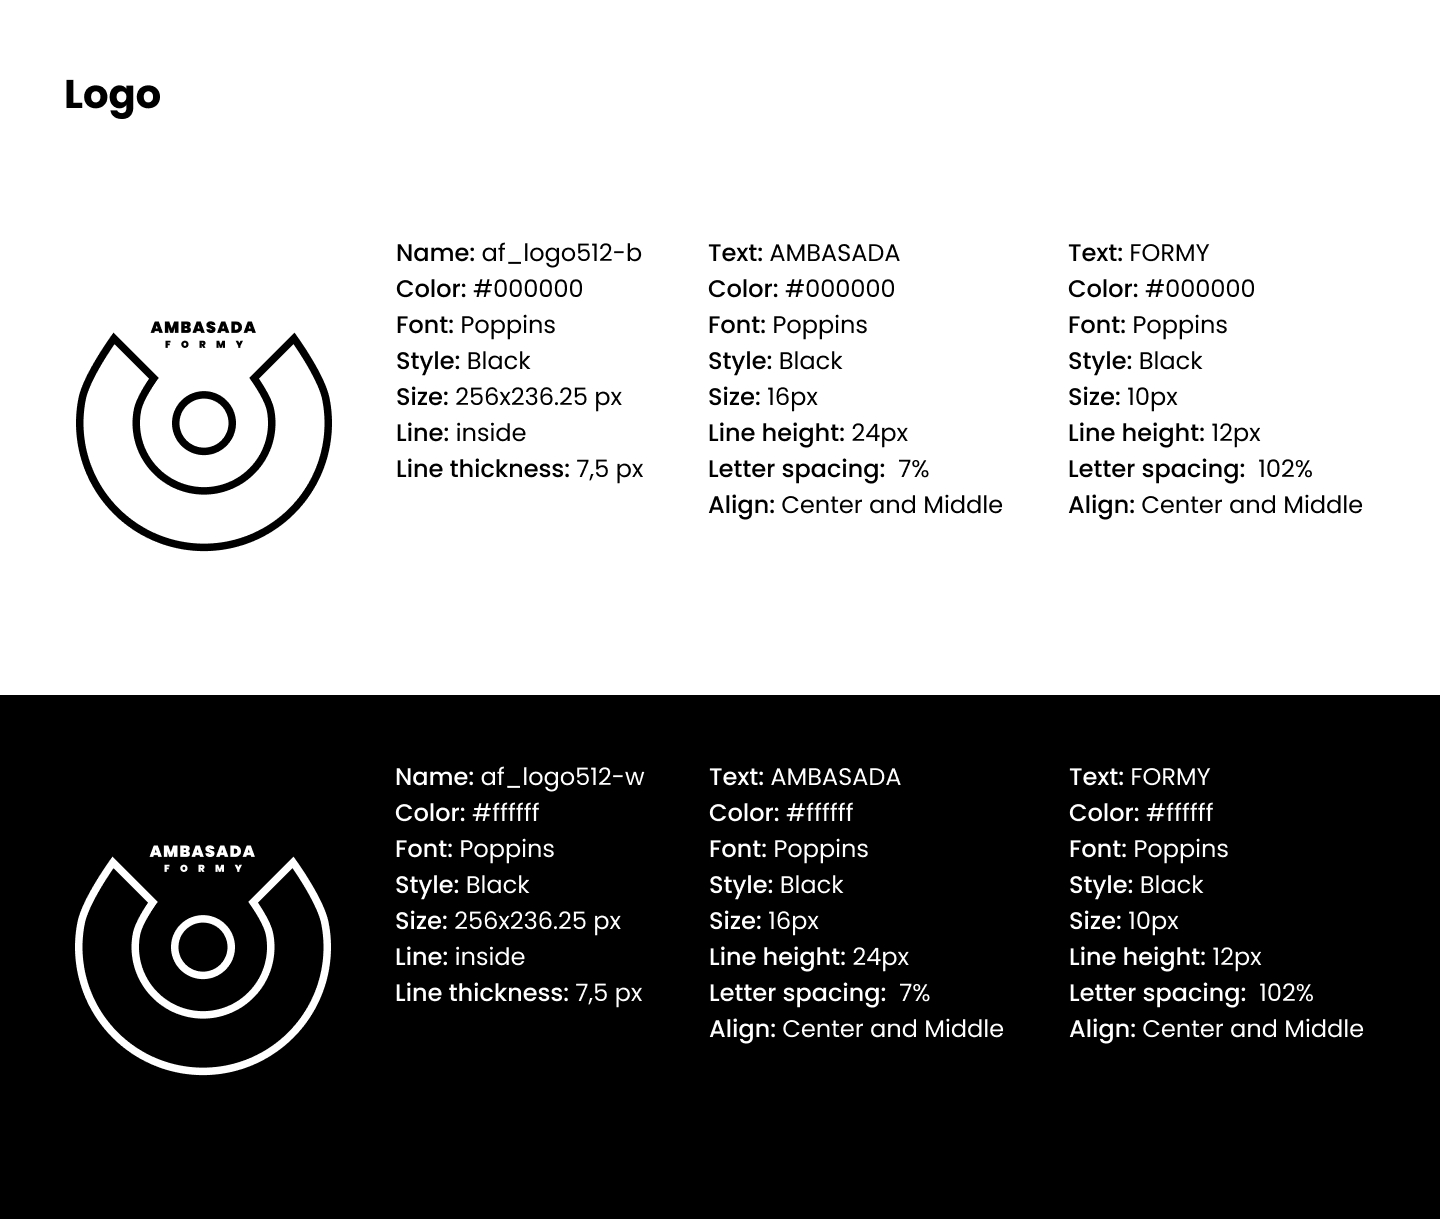 Logo
AMBASADA
FORMY
Name: af_logo512-b
Color: #000000
Font: Poppins
Style: Black
Size: 256x236.25 px
Line: inside
Line thickness: 7,5 px
Text: AMBASADA
Color: #000000
Font: Poppins
Style: Black
Size: 16px
Line height: 24px
Letter spacing:  7%
Align: Center and Middle
Text: FORMY
Color: #000000
Font: Poppins
Style: Black
Size: 10px
Line height: 12px
Letter spacing:  102%
Align: Center and Middle
AMBASADA
FORMY
Name: af_logo512-w
Color: #ffffff
Font: Poppins
Style: Black
Size: 256x236.25 px
Line: inside
Line thickness: 7,5 px
Text: AMBASADA
Color: #ffffff
Font: Poppins
Style: Black
Size: 16px
Line height: 24px
Letter spacing:  7%
Align: Center and Middle
Text: FORMY
Color: #ffffff
Font: Poppins
Style: Black
Size: 10px
Line height: 12px
Letter spacing:  102%
Align: Center and Middle